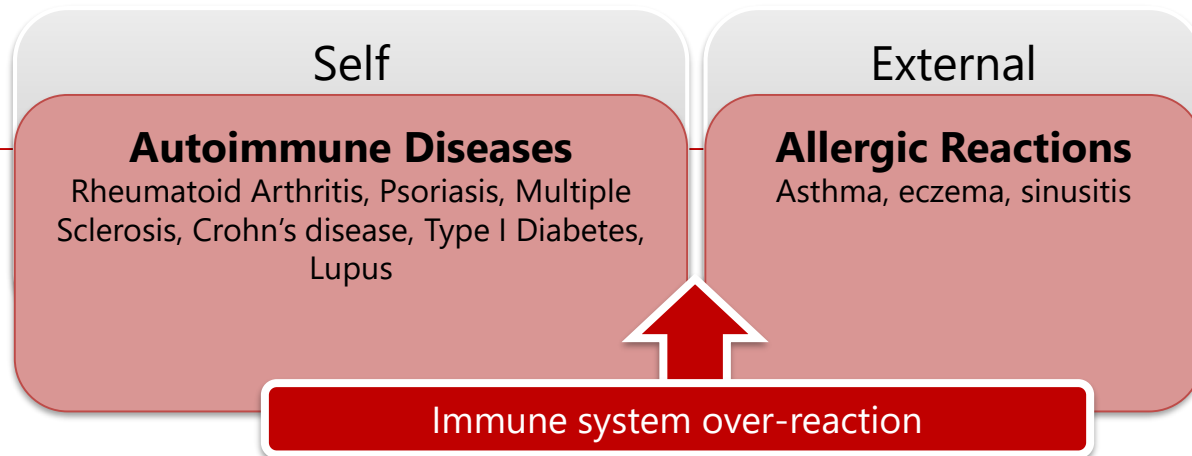 Self
Autoimmune Diseases
Rheumatoid Arthritis, Psoriasis, Multiple
Sclerosis, Crohn’s disease, Type I Diabetes,
Lupus
External
Allergic Reactions
Asthma, eczema, sinusitis
Immune system over-reaction